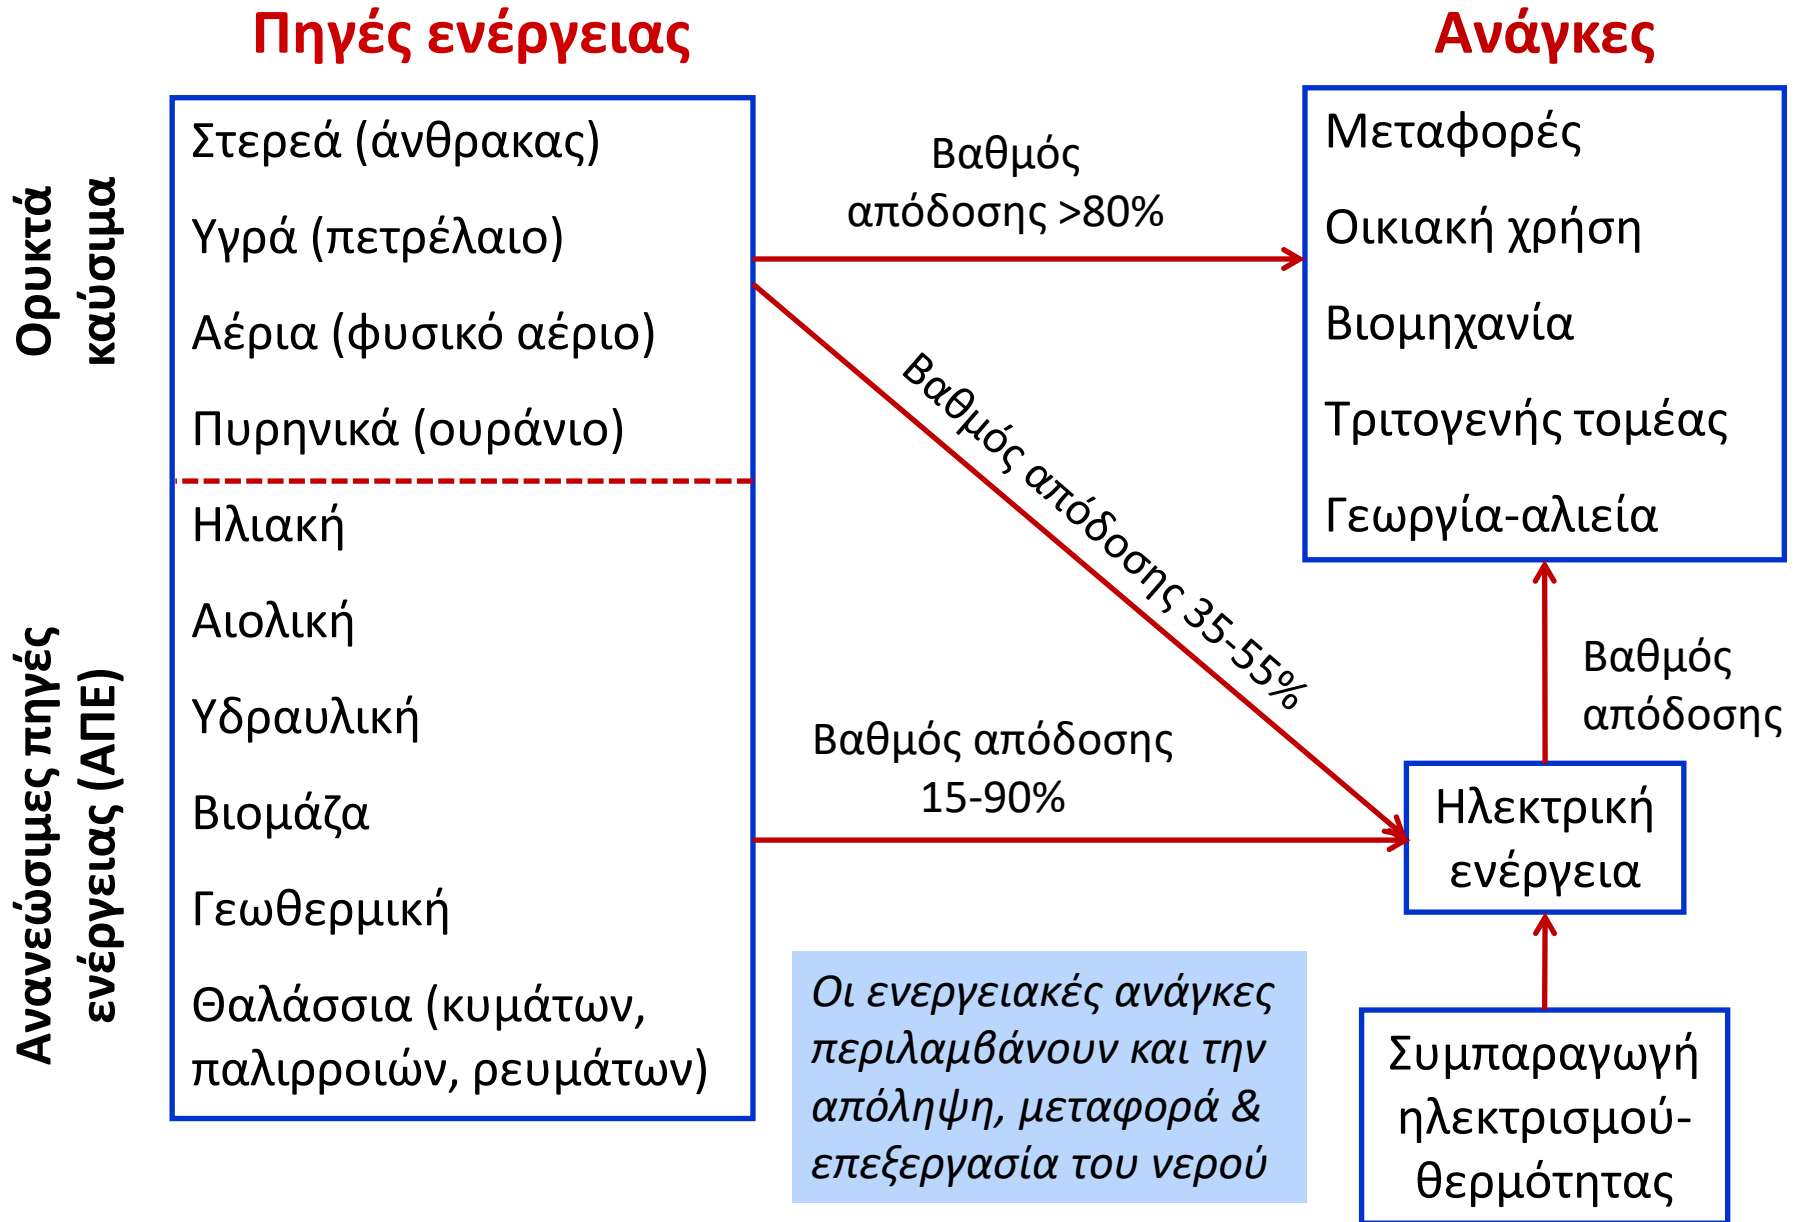 Πηγές ενέργειας
Ανάγκες
Ορυκτά
καύσιμα
Στερεά (άνθρακας)
Υγρά (πετρέλαιο)
Αέρια (φυσικό αέριο)
Πυρηνικά (ουράνιο)
Ανανεώσιμες πηγές
ενέργειας (ΑΠΕ)
Ηλιακή
Αιολική
Υδραυλική
Βιομάζα
Γεωθερμική
Θαλάσσια (κυμάτων,
παλιρροιών, ρευμάτων)
Βαθμός
απόδοσης >80%
Βαθμός απόδοσης 35-55%
Βαθμός απόδοσης
15-90%
Μεταφορές
Οικιακή χρήση
Βιομηχανία
Τριτογενής τομέας
Γεωργία-αλιεία
Βαθμός
απόδοσης
Ηλεκτρική
ενέργεια
Οι ενεργειακές ανάγκες
περιλαμβάνουν και την
απόληψη, μεταφορά &
επεξεργασία του νερού
Συμπαραγωγή
ηλεκτρισμού-
θερμότητας